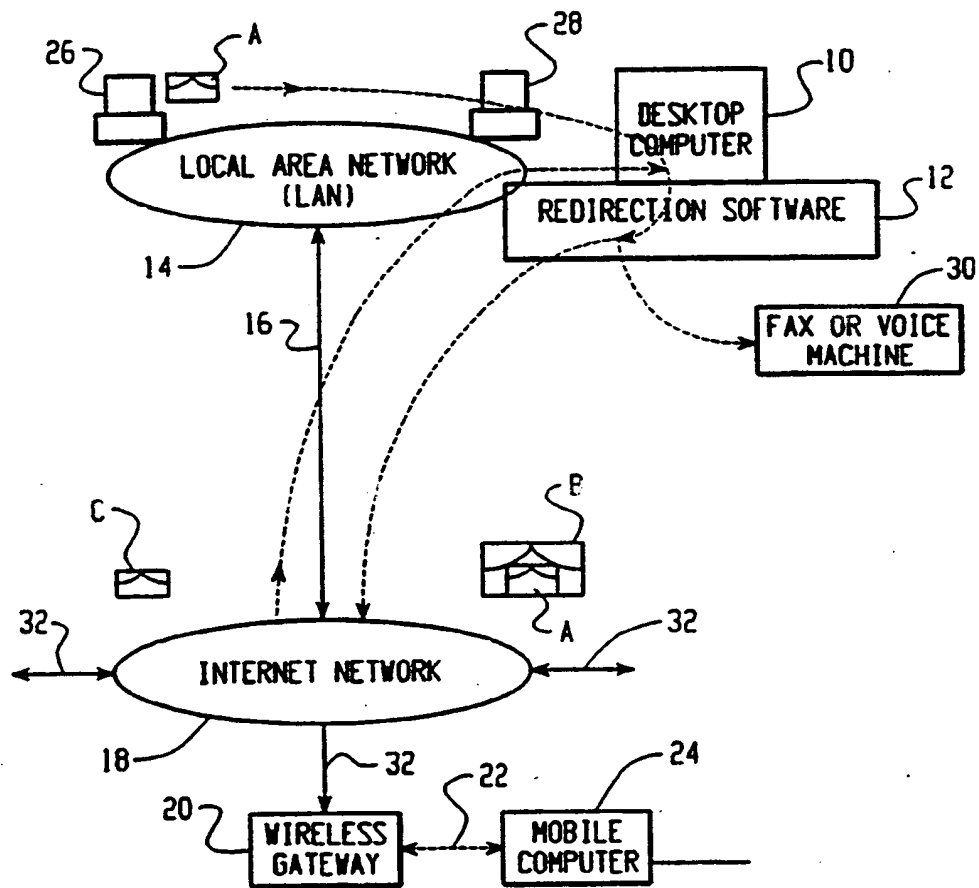 26
A
28
10
DESKTOP
COMPUTER
LOCAL AREA NETWORK
(LAN)
12
REDIRECTION SOFTWARE
14
30
16
FAX OR VOICE
MACHINE
C
B
A
32
32
INTERNET NETWORK
18
32
24
20
22
WIRELESS
GATEWAY
MOBILE
COMPUTER